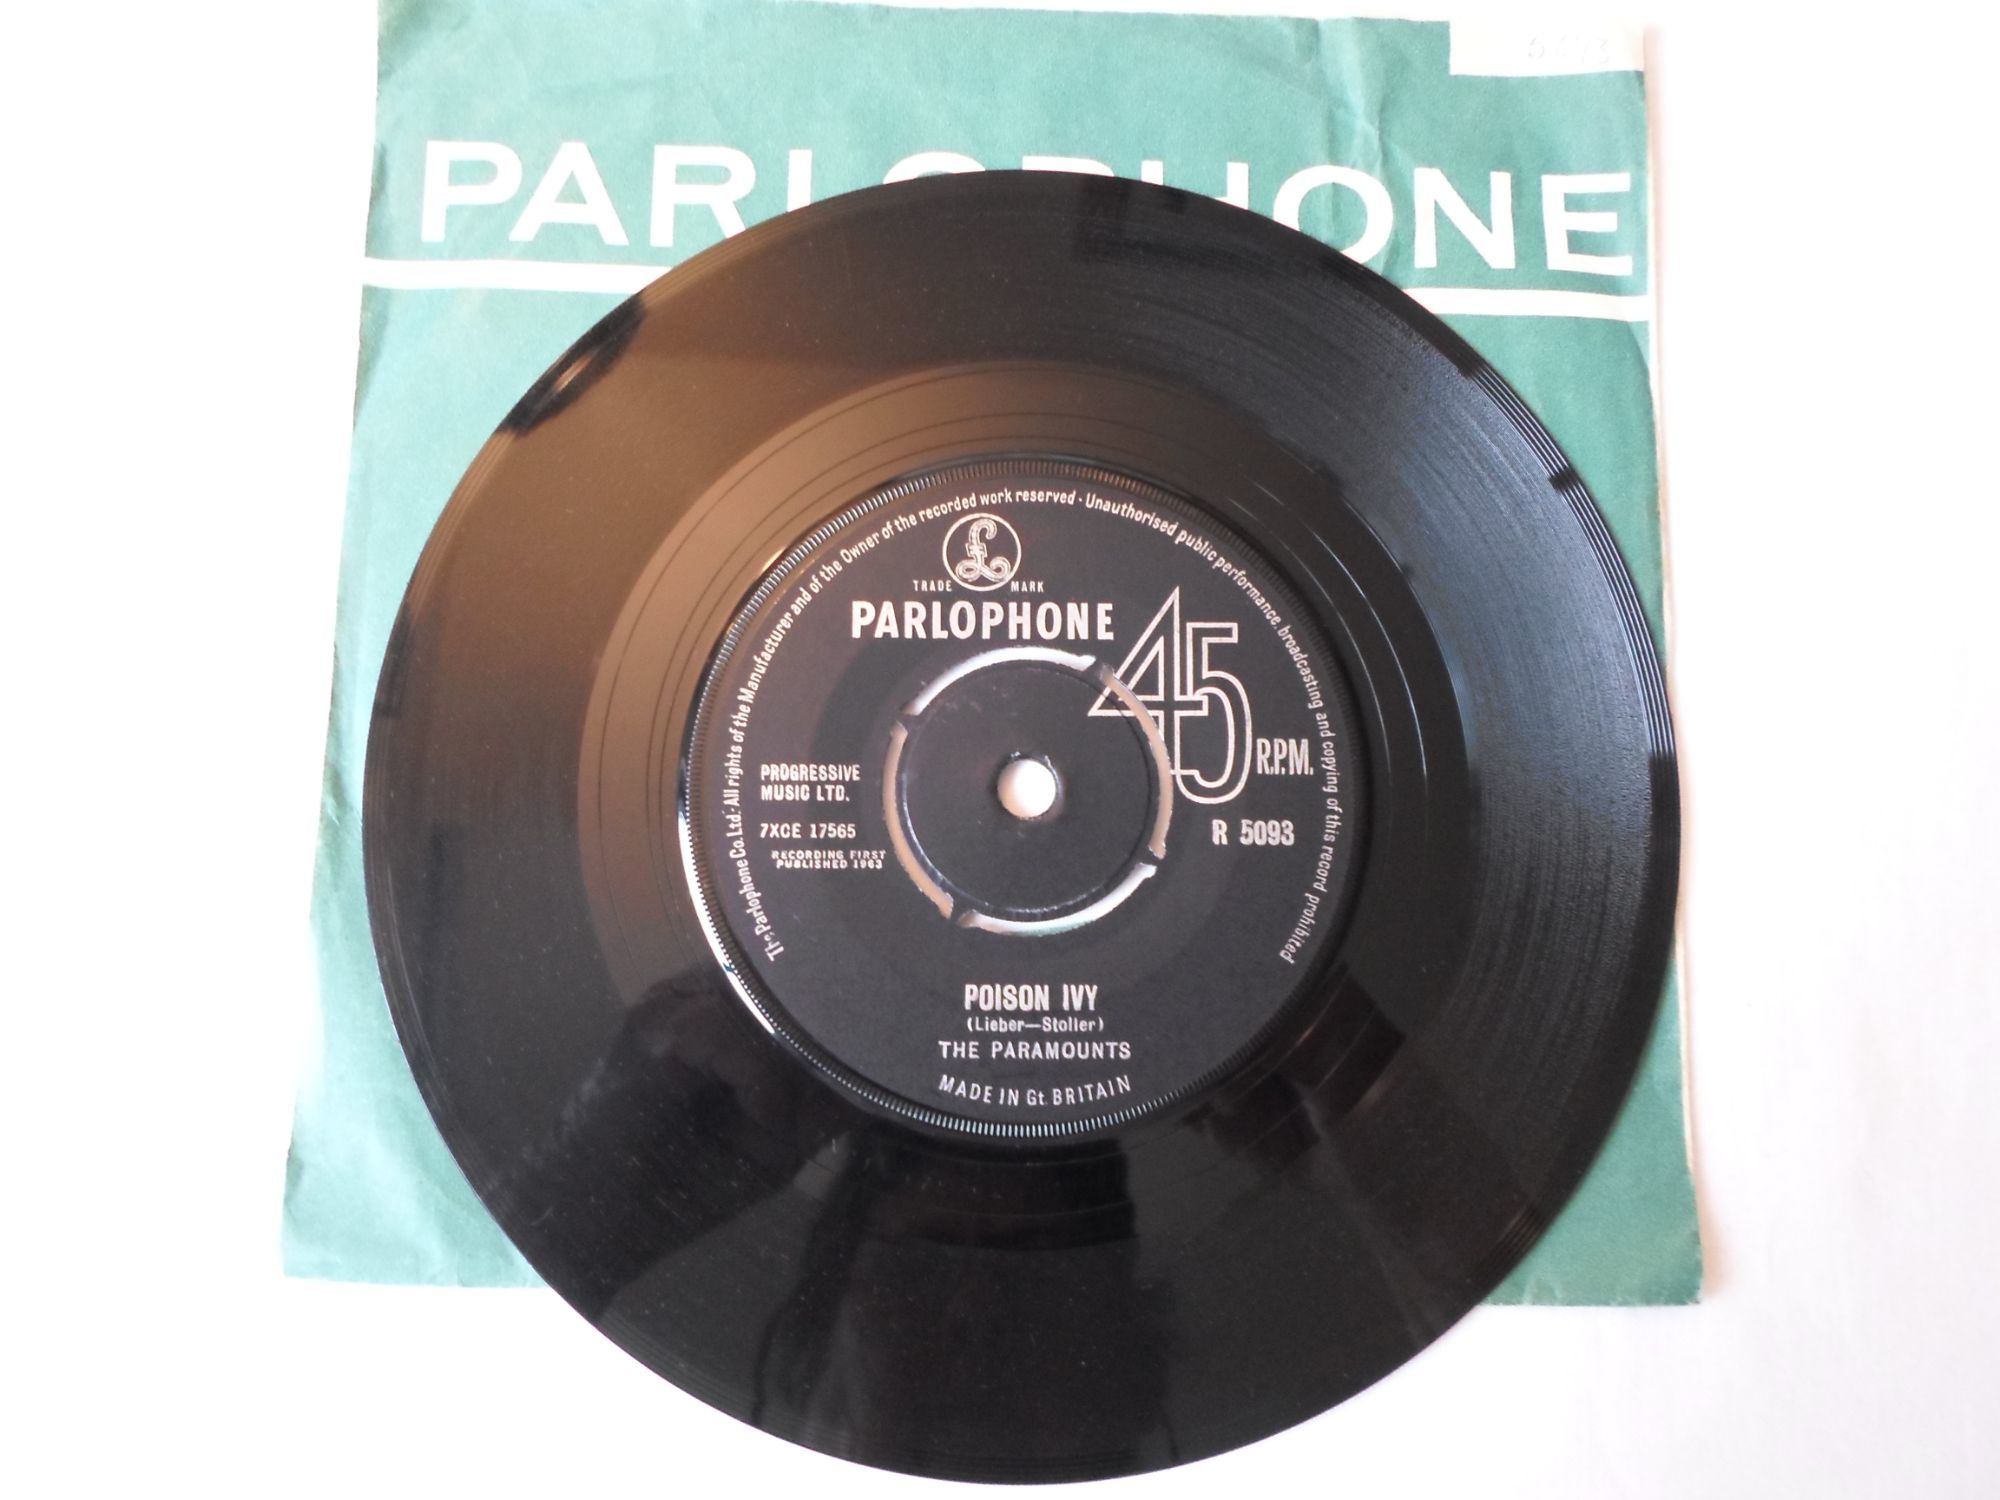 PARLOPHONE
The Parlophone Co. Ltd. · All rights of the Manufacturer and of the Owner of the recorded work reserved · Unauthorised public performance, broadcasting and copying of this record prohibited
£
TRADE MARK
PARLOPHONE
45
R.P.M.
PROGRESSIVE
MUSIC LTD.
7XCE 17565
R 5093
RECORDING FIRST
PUBLISHED 1963
POISON IVY
(Lieber—Stoller)
THE PARAMOUNTS
MADE IN Gt. BRITAIN